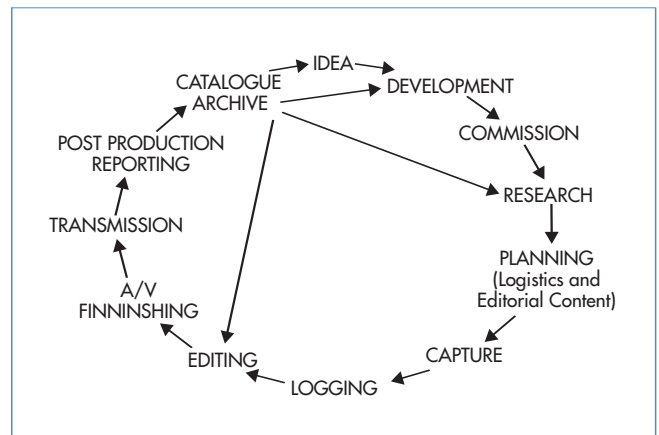 IDEA
DEVELOPMENT
COMMISSION
RESEARCH
PLANNING
(Logistics and
Editorial Content)
CAPTURE
LOGGING
EDITING
A/V
FINNINSHING
TRANSMISSION
POST PRODUCTION
REPORTING
CATALOGUE
ARCHIVE